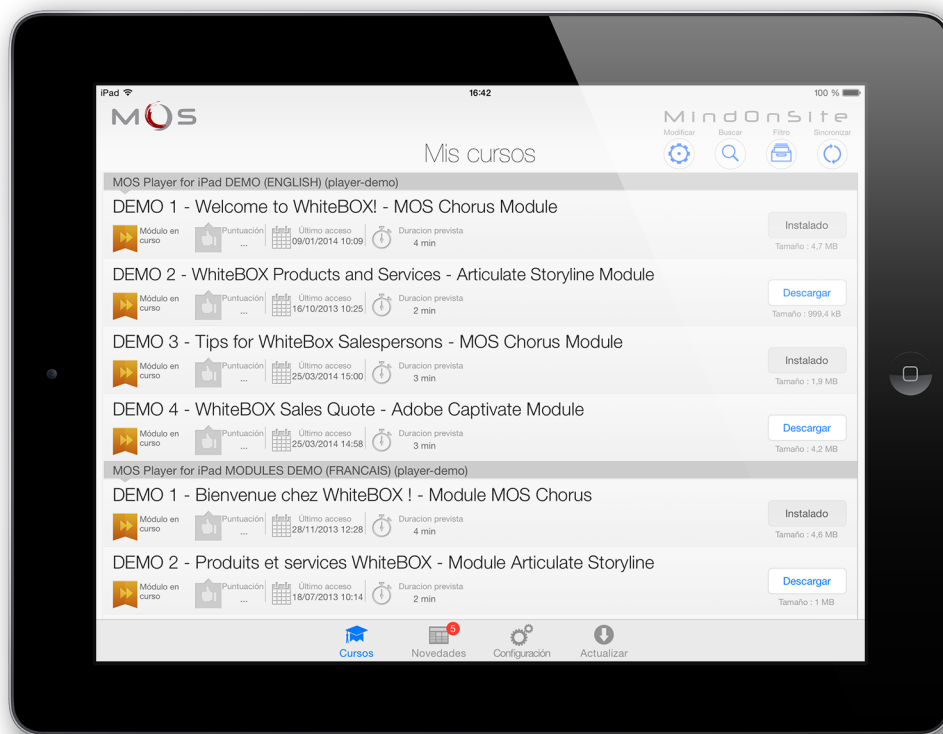 iPad 16:42 100 %
MOS MindOnSite
Modificar Buscar Filtro Sincronizar
Mis cursos
MOS Player for iPad DEMO (ENGLISH) (player-demo)
DEMO 1 - Welcome to WhiteBOX! - MOS Chorus Module
Módulo en curso Puntuación ... Último acceso 09/01/2014 10:09 Duracion prevista 4 min
Instalado
Tamaño : 4,7 MB
DEMO 2 - WhiteBOX Products and Services - Articulate Storyline Module
Módulo en curso Puntuación ... Último acceso 16/10/2013 10:25 Duracion prevista 2 min
Descargar
Tamaño : 999,4 kB
DEMO 3 - Tips for WhiteBox Salespersons - MOS Chorus Module
Módulo en curso Puntuación ... Último acceso 25/03/2014 15:00 Duracion prevista 3 min
Instalado
Tamaño : 1,9 MB
DEMO 4 - WhiteBOX Sales Quote - Adobe Captivate Module
Módulo en curso Puntuación ... Último acceso 25/03/2014 14:58 Duracion prevista 3 min
Descargar
Tamaño : 4,2 MB
MOS Player for iPad MODULES DEMO (FRANCAIS) (player-demo)
DEMO 1 - Bienvenue chez WhiteBOX ! - Module MOS Chorus
Módulo en curso Puntuación ... Último acceso 28/11/2013 12:28 Duracion prevista 4 min
Instalado
Tamaño : 4,6 MB
DEMO 2 - Produits et services WhiteBOX - Module Articulate Storyline
Módulo en curso Puntuación ... Último acceso 18/07/2013 10:14 Duracion prevista 2 min
Descargar
Tamaño : 1 MB
5
Cursos Novedades Configuración Actualizar